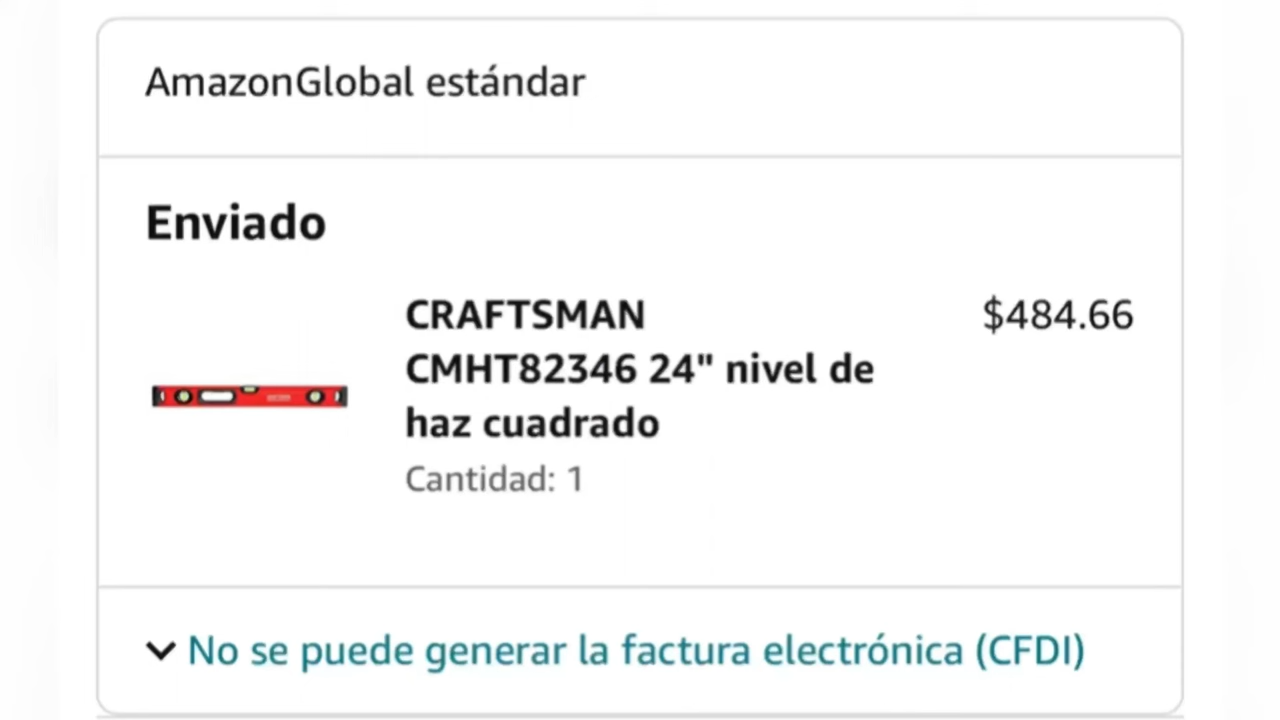 AmazonGlobal estándar
Enviado
CRAFTSMAN $484.66
CMHT82346 24" nivel de
haz cuadrado
Cantidad: 1
No se puede generar la factura electrónica (CFDI)